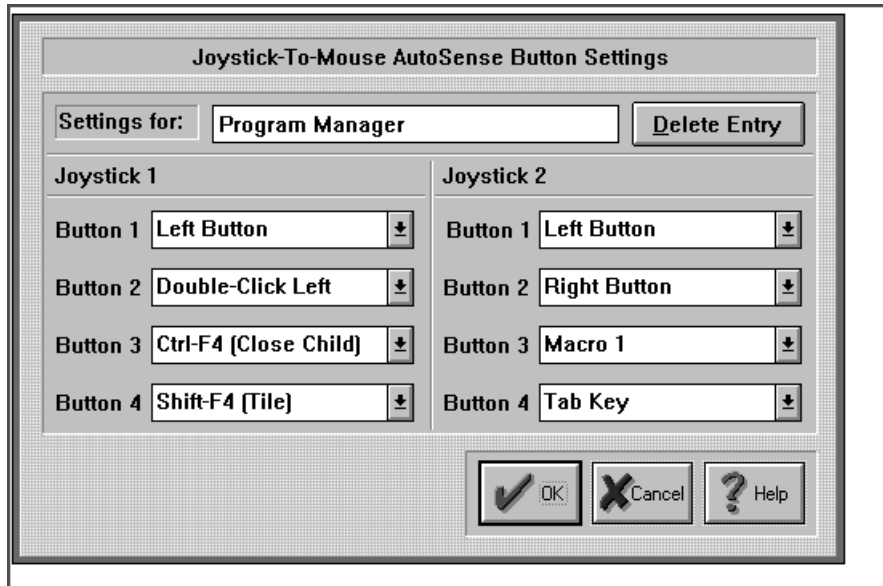 Joystick-To-Mouse AutoSense Button Settings
Settings for: Program Manager Delete Entry
Joystick 1
Button 1 Left Button
Button 2 Double-Click Left
Button 3 Ctrl-F4 (Close Child)
Button 4 Shift-F4 (Tile)
Joystick 2
Button 1 Left Button
Button 2 Right Button
Button 3 Macro 1
Button 4 Tab Key
OK Cancel Help